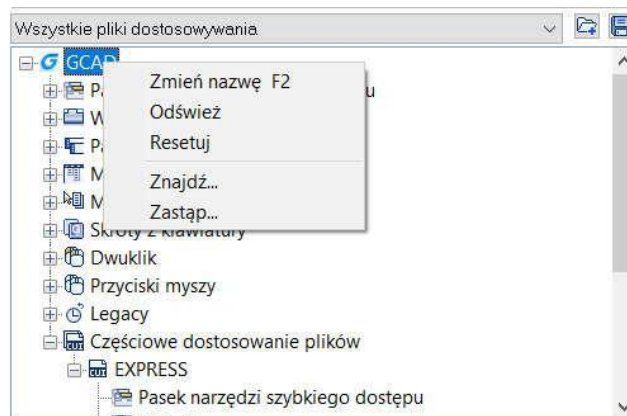 Wszystkie pliki dostosowywania
GCAD
Zmień nazwę F2
Odśwież
Resetuj
Znajdź...
Zastąp...
Skróty z klawiatury
Dwuklik
Przyciski myszy
Legacy
Częściowe dostosowanie plików
EXPRESS
Pasek narzędzi szybkiego dostępu